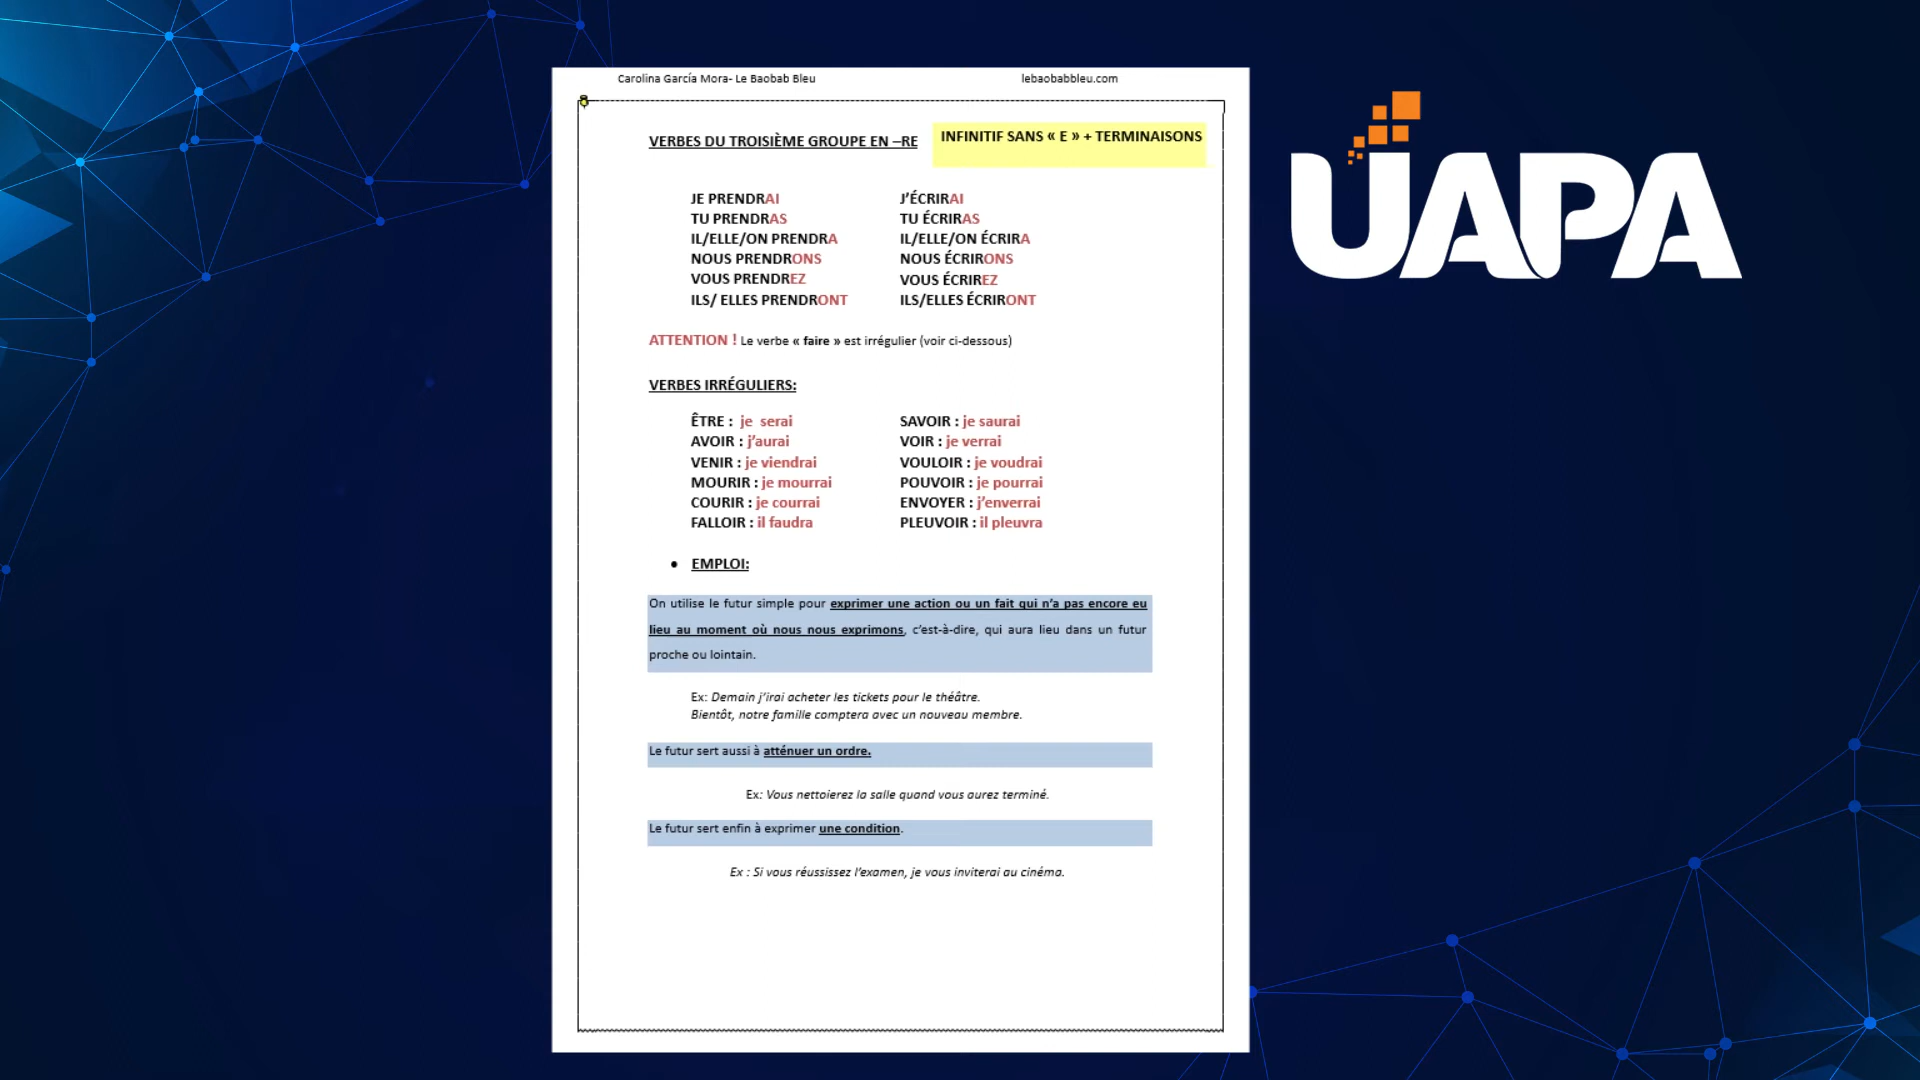 Carolina García Mora- Le Baobab Bleu lebaobabbleu.com
VERBES DU TROISIÈME GROUPE EN –RE INFINITIF SANS « E » + TERMINAISONS
JE PRENDRAI J’ÉCRIRAI
TU PRENDRAS TU ÉCRIRAS
IL/ELLE/ON PRENDRA IL/ELLE/ON ÉCRIRA
NOUS PRENDRONS NOUS ÉCRIRONS
VOUS PRENDREZ VOUS ÉCRIREZ
ILS/ ELLES PRENDRONT ILS/ELLES ÉCRIRONT
ATTENTION ! Le verbe « faire » est irrégulier (voir ci-dessous)
VERBES IRRÉGULIERS:
ÊTRE : je serai SAVOIR : je saurai
AVOIR : j’aurai VOIR : je verrai
VENIR : je viendrai VOULOIR : je voudrai
MOURIR : je mourrai POUVOIR : je pourrai
COURIR : je courrai ENVOYER : j’enverrai
FALLOIR : il faudra PLEUVOIR : il pleuvra
• EMPLOI:
On utilise le futur simple pour exprimer une action ou un fait qui n’a pas encore eu
lieu au moment où nous nous exprimons, c’est-à-dire, qui aura lieu dans un futur
proche ou lointain.
Ex: Demain j’irai acheter les tickets pour le théâtre.
Bientôt, notre famille comptera avec un nouveau membre.
Le futur sert aussi à atténuer un ordre.
Ex: Vous nettoierez la salle quand vous aurez terminé.
Le futur sert enfin à exprimer une condition.
Ex : Si vous réussissez l’examen, je vous inviterai au cinéma.
UAPA